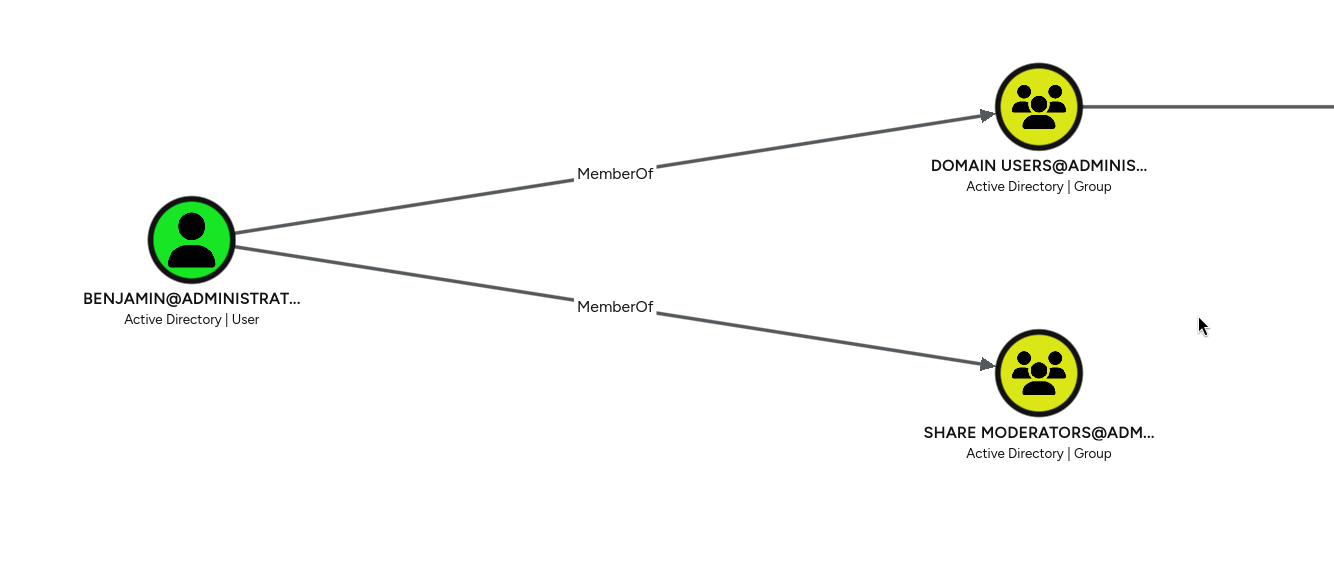 MemberOf
DOMAIN USERS@ADMINIS...
Active Directory | Group
BENJAMIN@ADMINISTRAT...
Active Directory | User
MemberOf
SHARE MODERATORS@ADM...
Active Directory | Group